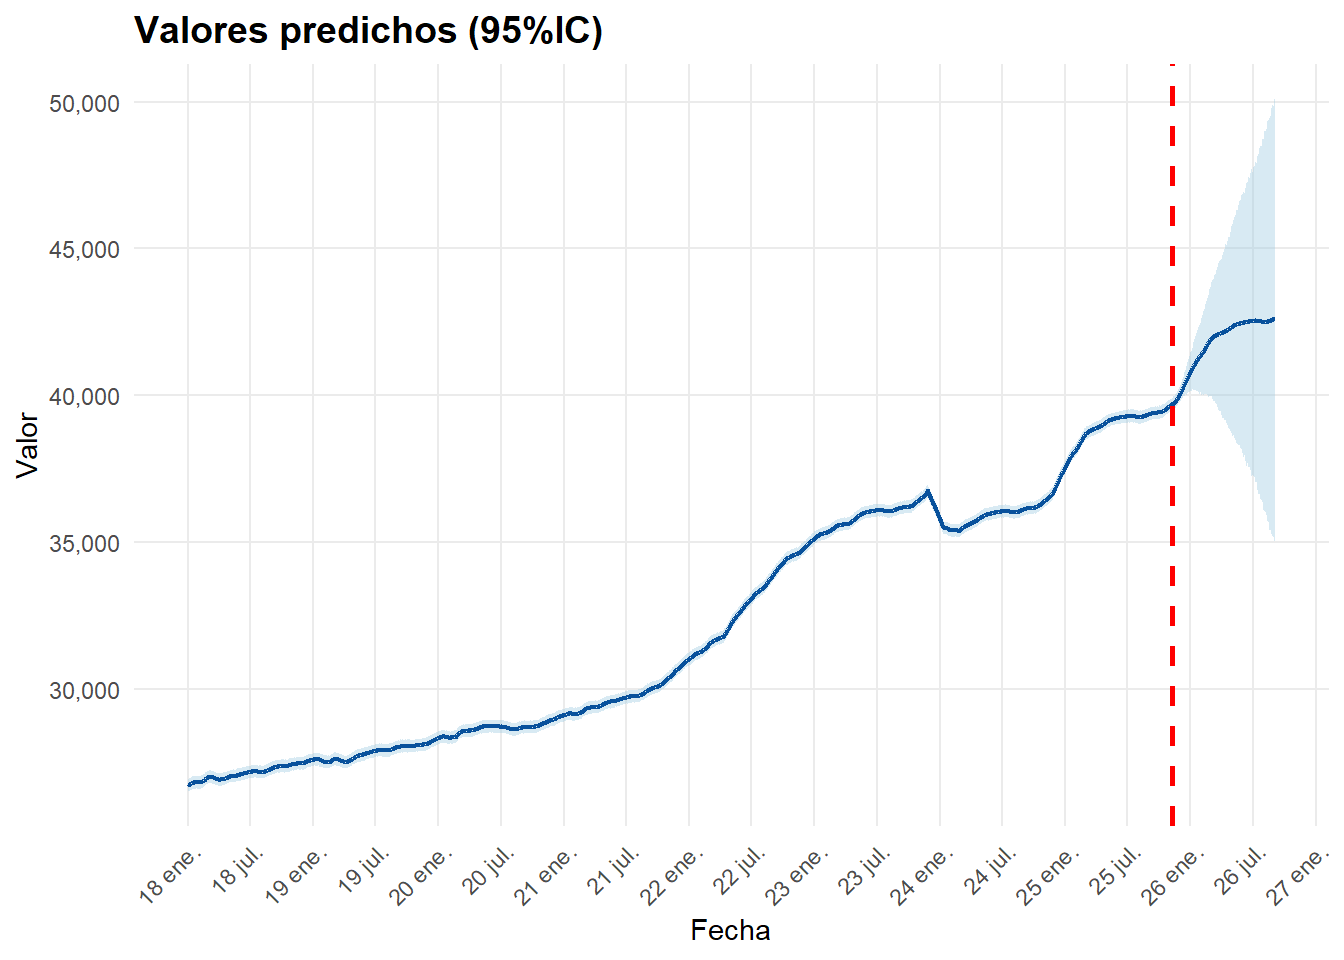 Valores predichos (95%IC)
50,000
45,000
40,000
35,000
30,000
Valor
18 ene.
18 jul.
19 ene.
19 jul.
20 ene.
20 jul.
21 ene.
21 jul.
22 ene.
22 jul.
23 ene.
23 jul.
24 ene.
24 jul.
25 ene.
25 jul.
26 ene.
26 jul.
27 ene.
Fecha